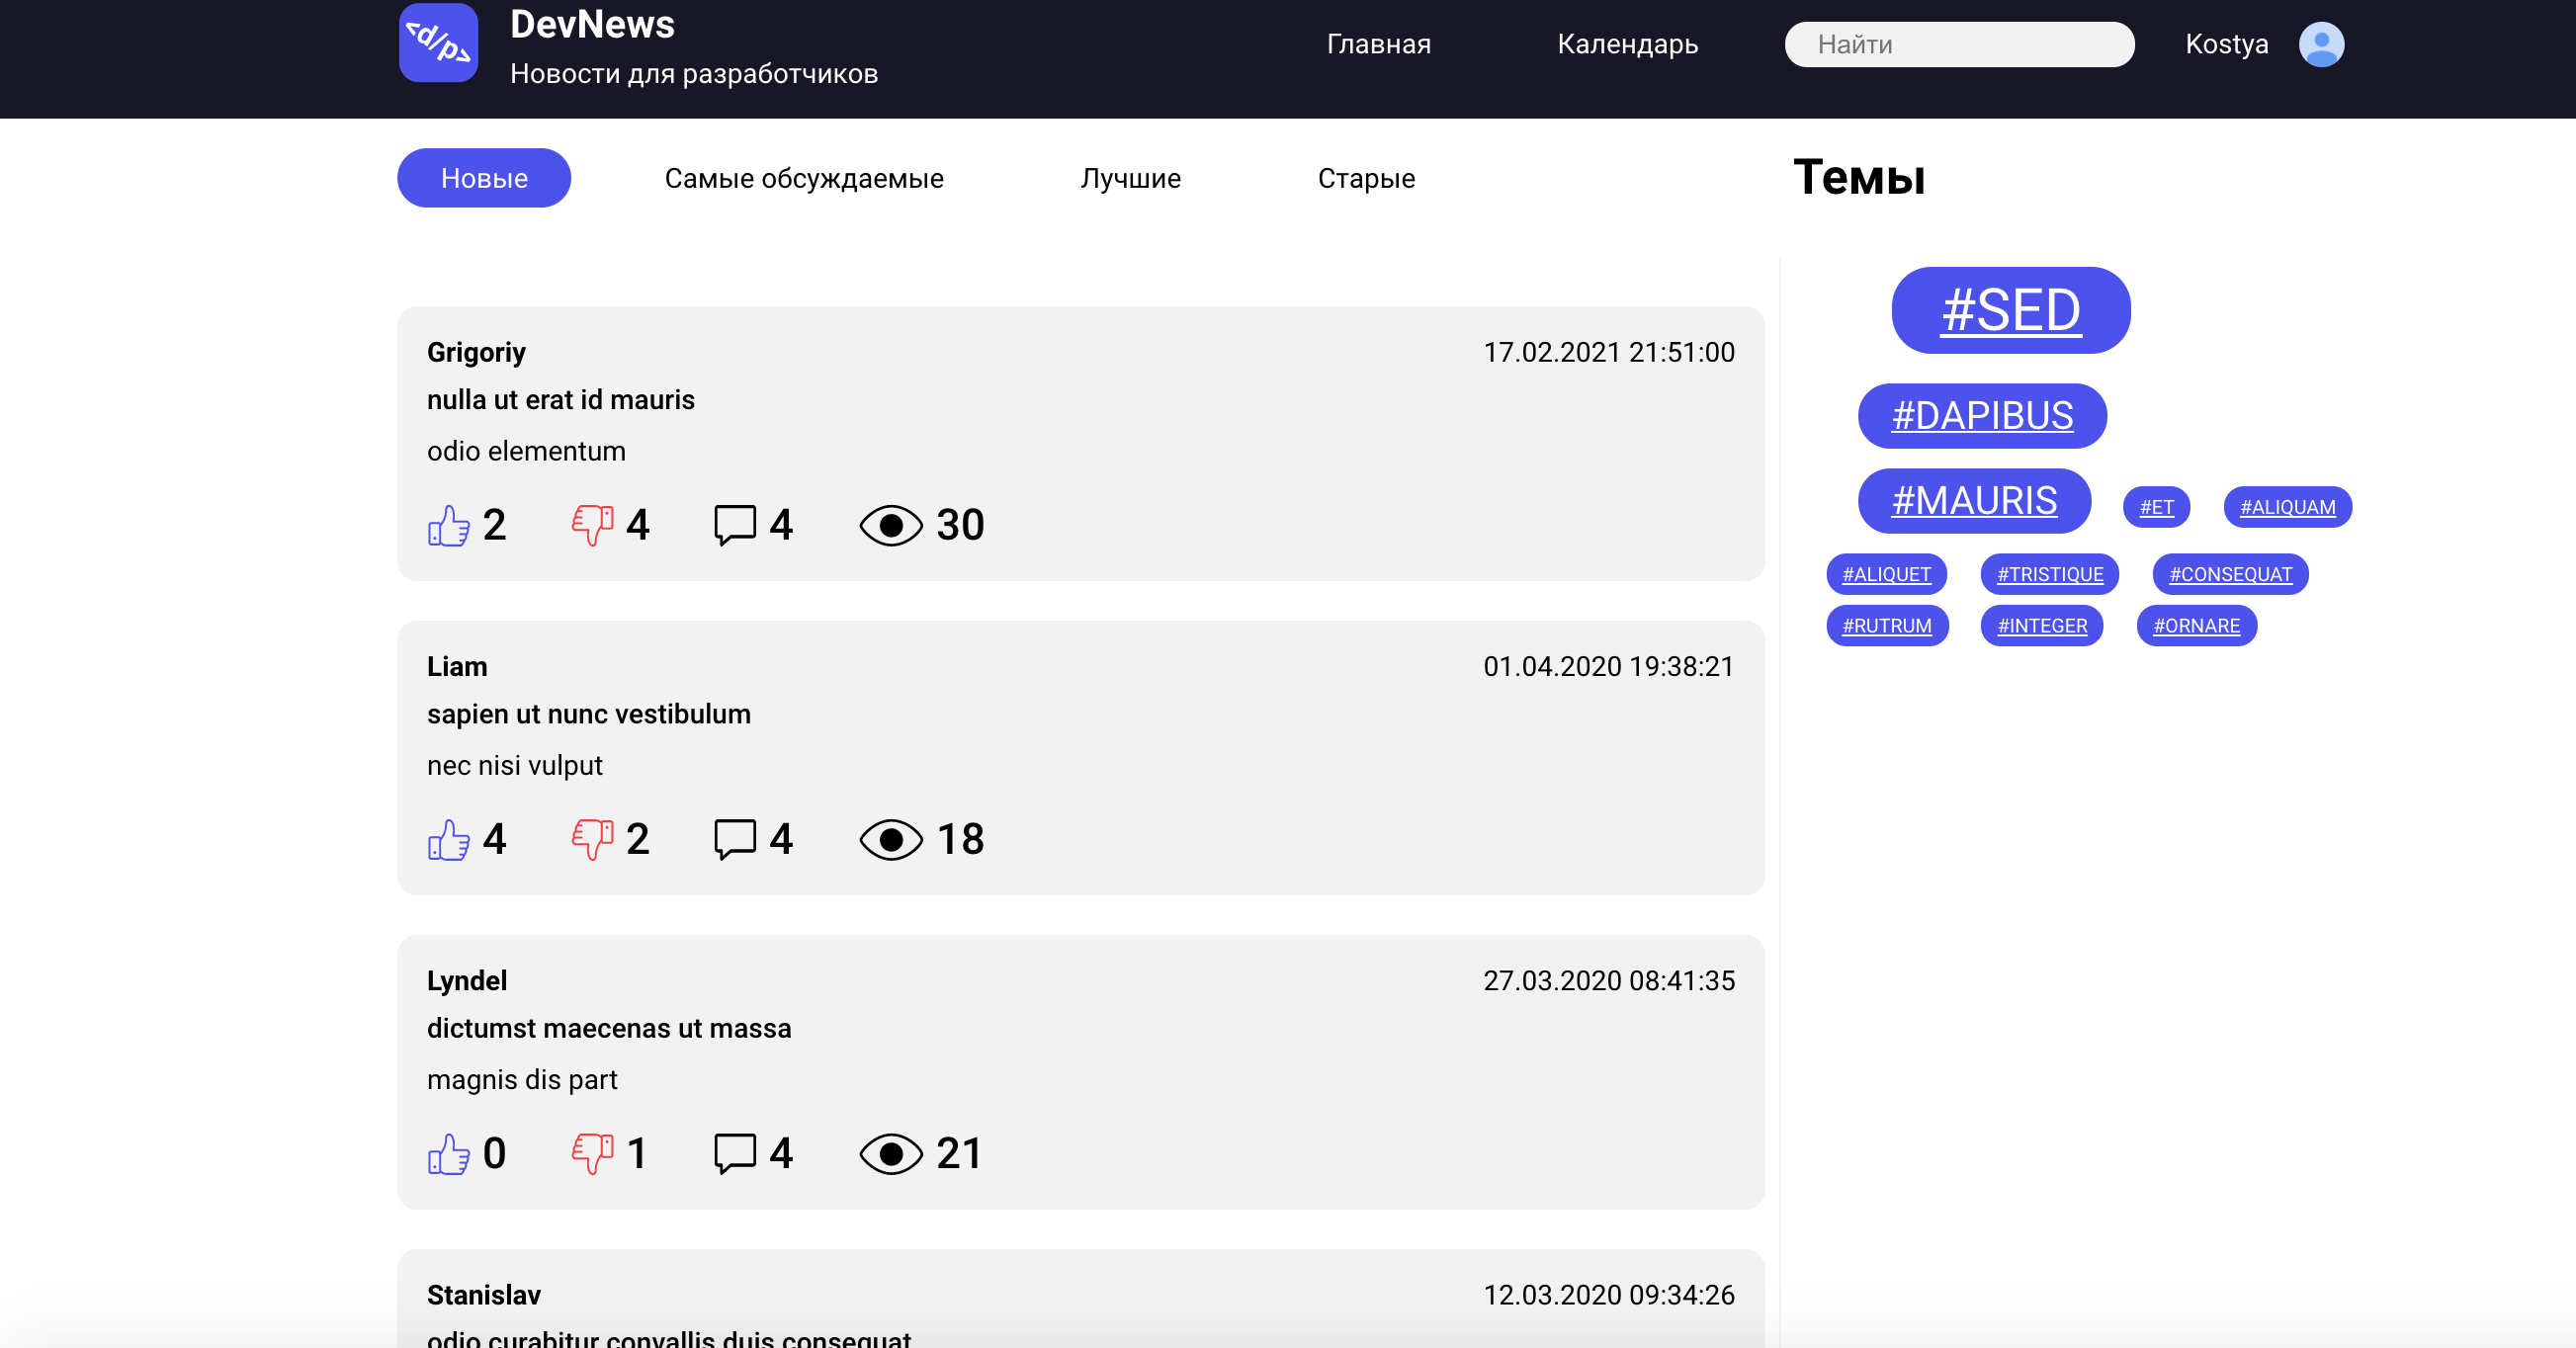 <d/p>
DevNews
Новости для разработчиков
Главная
Календарь
Найти
Kostya
Новые
Самые обсуждаемые
Лучшие
Старые
Темы
Grigoriy
17.02.2021 21:51:00
nulla ut erat id mauris
odio elementum
2
4
4
30
Liam
01.04.2020 19:38:21
sapien ut nunc vestibulum
nec nisi vulput
4
2
4
18
Lyndel
27.03.2020 08:41:35
dictumst maecenas ut massa
magnis dis part
0
1
4
21
Stanislav
12.03.2020 09:34:26
odio curabitur convallis duis consequat
#SED
#DAPIBUS
#MAURIS
#ET
#ALIQUAM
#ALIQUET
#TRISTIQUE
#CONSEQUAT
#RUTRUM
#INTEGER
#ORNARE